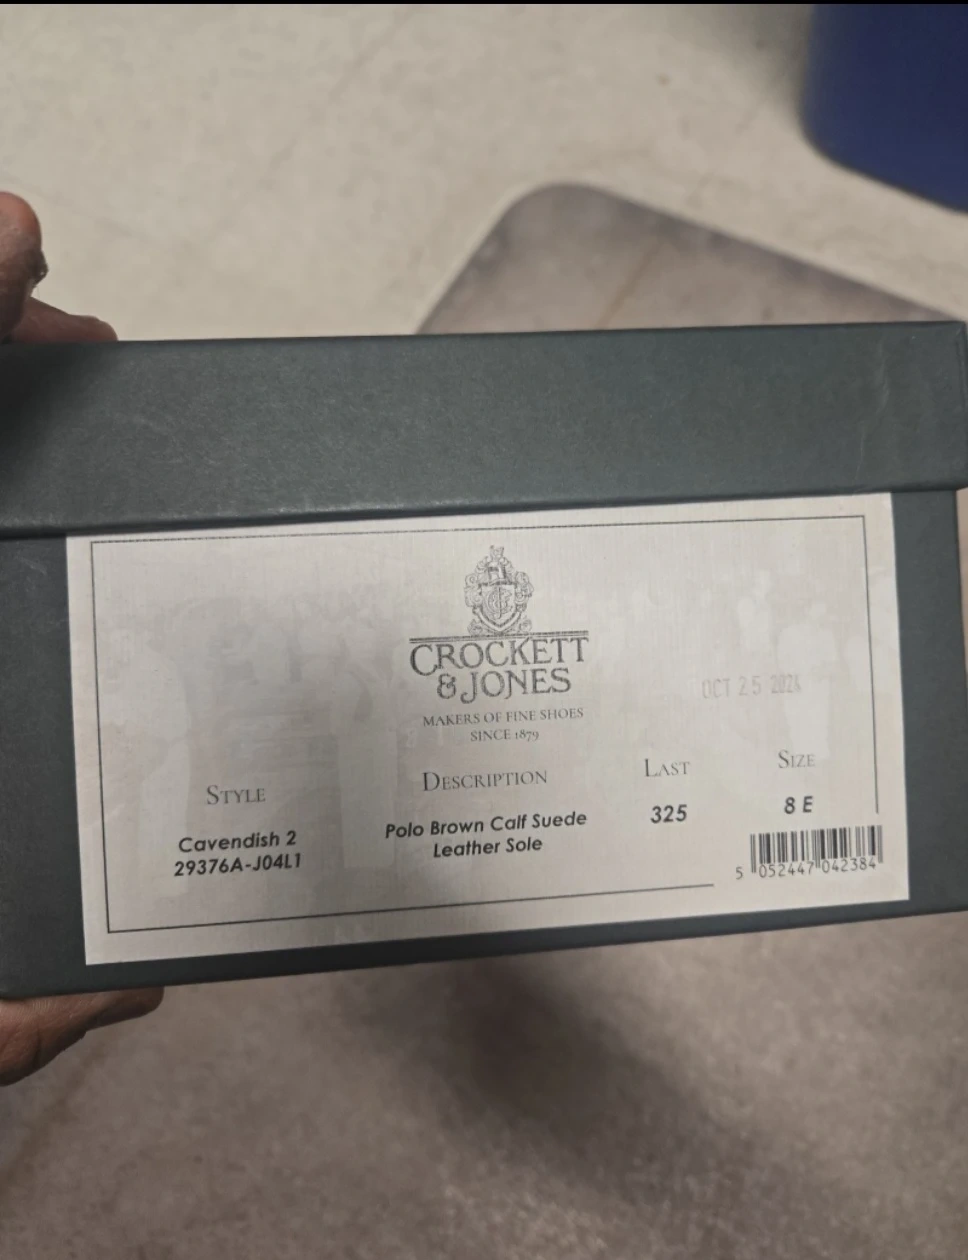 CROCKETT
& JONES
MAKERS OF FINE SHOES
SINCE 1879
OCT 25
STYLE
DESCRIPTION
LAST
SIZE
Cavendish 2
29376A-J04L1
Polo Brown Calf Suede
Leather Sole
325
8 E
5 052447 042384